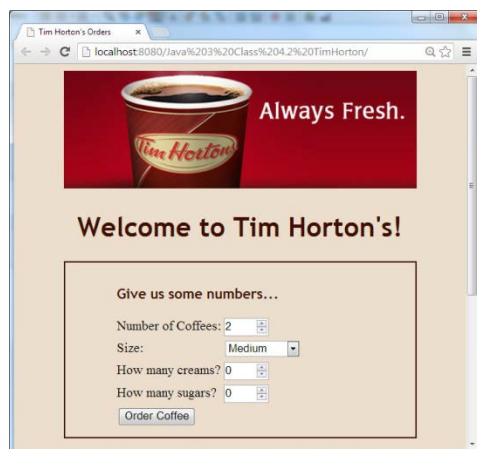 Tim Horton's Orders
localhost:8080/Java%203%20Class%204.2%20TimHorton/
Always Fresh.
Tim Hortons
Welcome to Tim Horton's!
Give us some numbers...
Number of Coffees: 2
Size: Medium
How many creams? 0
How many sugars? 0
Order Coffee